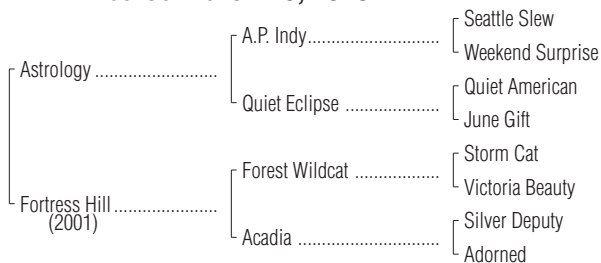 Seattle Slew
A.P. Indy
Weekend Surprise
Astrology
Quiet American
Quiet Eclipse
June Gift
Storm Cat
Forest Wildcat
Victoria Beauty
Fortress Hill
(2001)
Silver Deputy
Acadia
Adorned